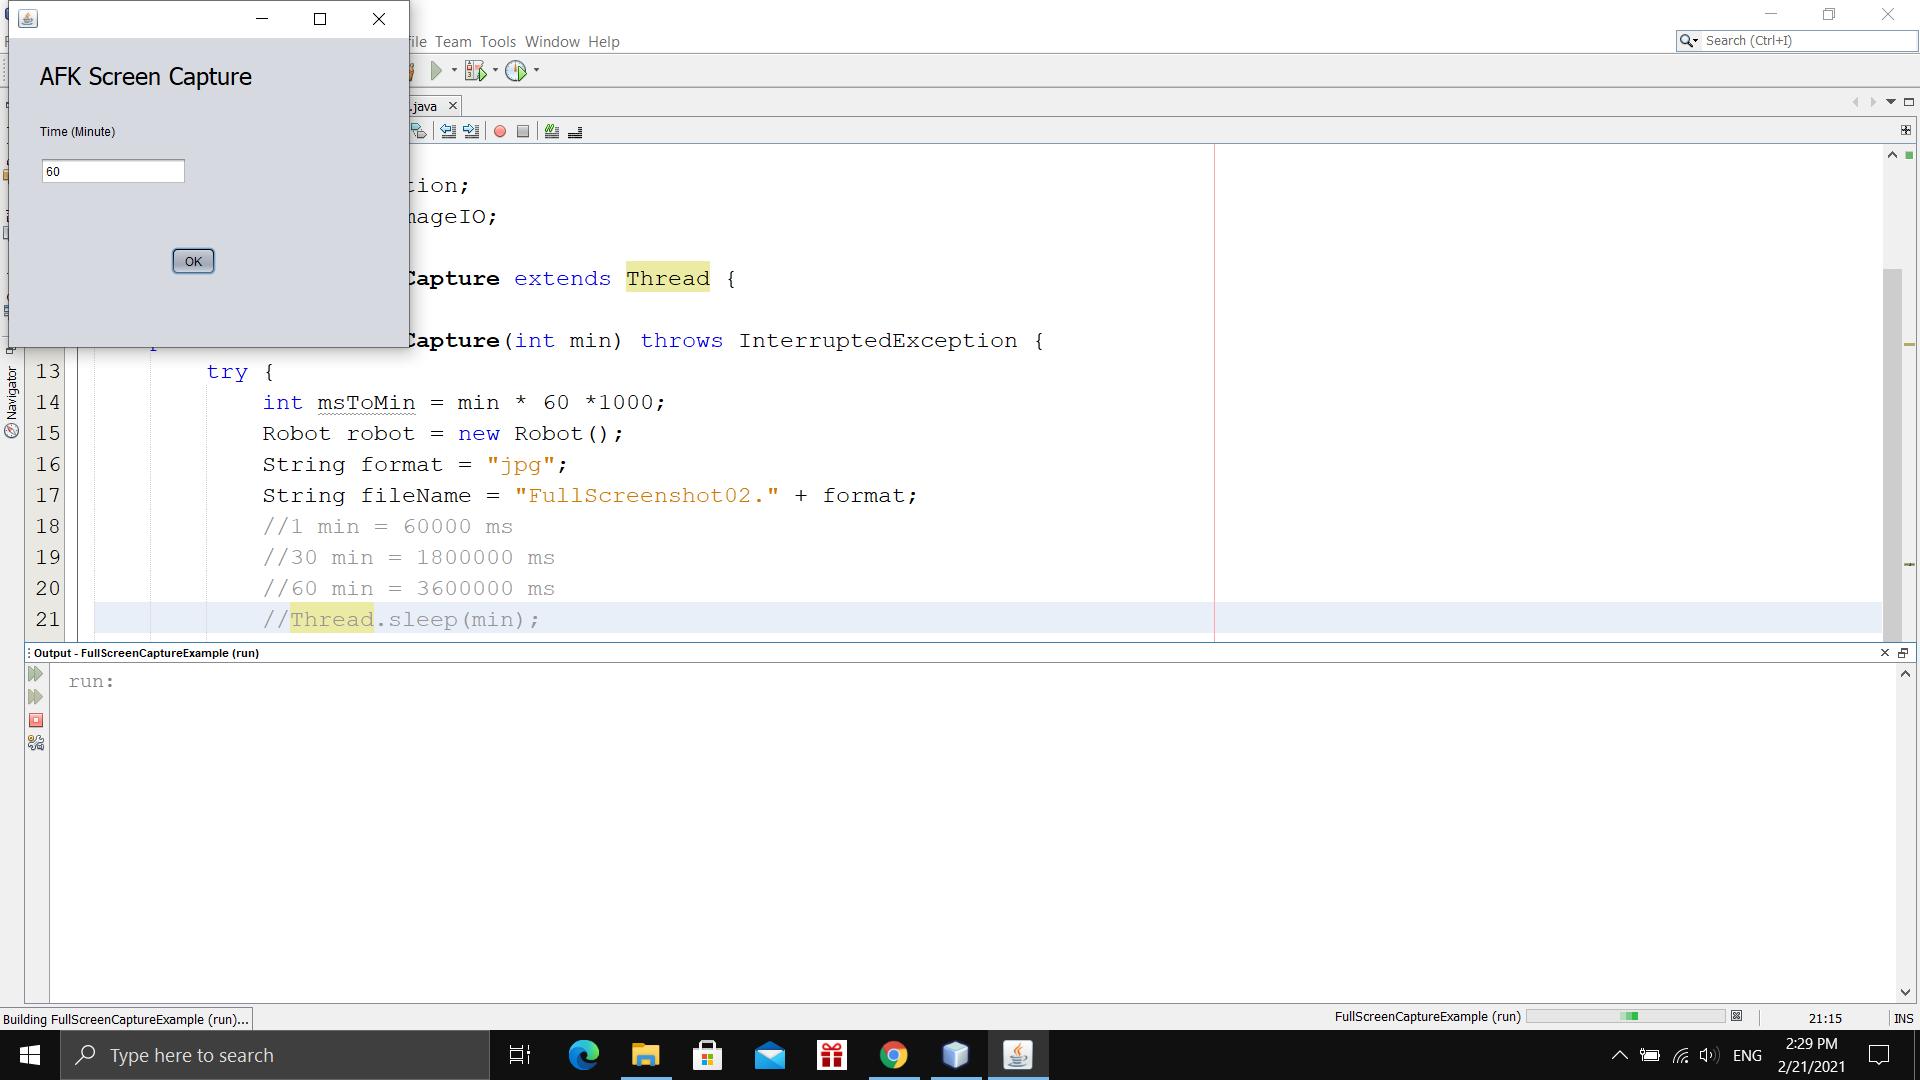 AFK Screen Capture
Time (Minute)
60
OK
Team Tools Window Help
Search (Ctrl+I)
.java
tion;
mageIO;
Capture extends Thread {
Capture(int min) throws InterruptedException {
13 try {
14 int msToMin = min * 60 *1000;
15 Robot robot = new Robot();
16 String format = "jpg";
17 String fileName = "FullScreenshot02." + format;
18 //1 min = 60000 ms
19 //30 min = 1800000 ms
20 //60 min = 3600000 ms
21 //Thread.sleep(min);
Navigator
Output - FullScreenCaptureExample (run)
run:
Building FullScreenCaptureExample (run)...
FullScreenCaptureExample (run)
21:15
INS
Type here to search
ENG
2:29 PM
2/21/2021